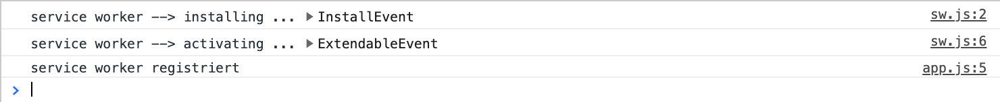 service worker --> installing ... ▶InstallEvent sw.js:2
service worker --> activating ... ▶ExtendableEvent sw.js:6
service worker registriert app.js:5
>